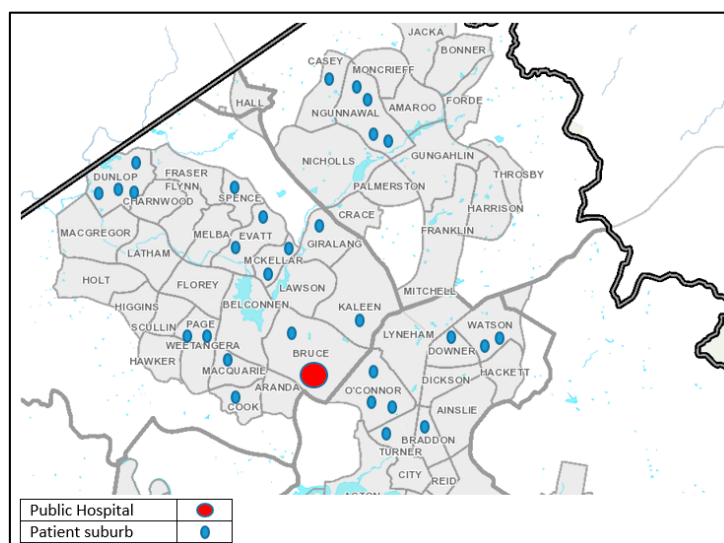 JACKA
BONNER
CASEY
MONCRIEFF
HALL
NGUNNAWAL
AMAROO
FORDE
NICHOLLS
GUNGAHLIN
THROSBY
DUNLOP
FRASER
FLYNN
CHARNWOOD
SPENCE
PALMERSTON
HARRISON
CRACE
MACGREGOR
MELBA
EVATT
GIRALANG
FRANKLIN
LATHAM
MCKELLAR
HOLT
FLOREY
LAWSON
MITCHELL
HIGGINS
BELCONNEN
KALEEN
SCULLIN
PAGE
LYNEHAM
WATSON
WEETANGERA
BRUCE
DOWNER
HAWKER
MACQUARIE
HACKETT
ARANDA
O'CONNOR
DICKSON
COOK
AINSLIE
BRADDON
TURNER
CITY
REID
ACTON
Public Hospital
Patient suburb